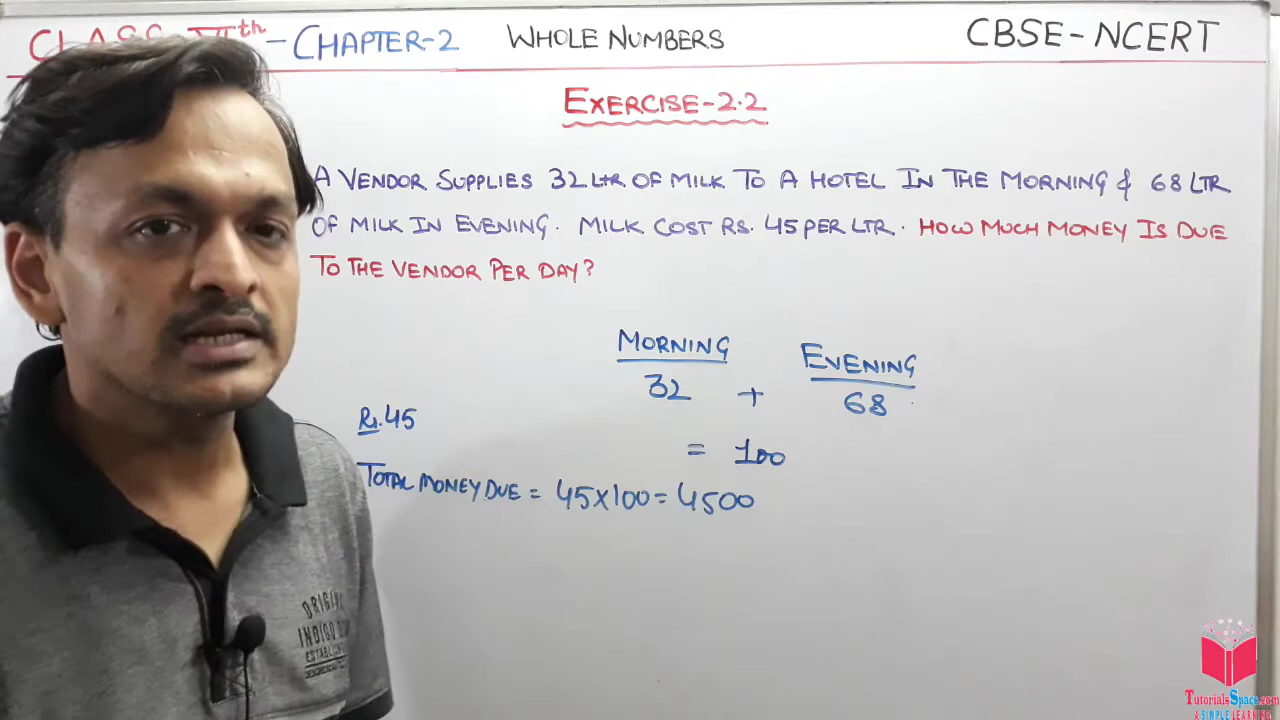 CLASS-VIth - CHAPTER-2 WHOLE NUMBERS CBSE-NCERT
EXERCISE-2.2
A VENDOR SUPPLIES 32 LTR OF MILK TO A HOTEL IN THE MORNING & 68 LTR
OF MILK IN EVENING. MILK COST RS. 45 PER LTR. HOW MUCH MONEY IS DUE
TO THE VENDOR PER DAY?
MORNING EVENING
32 + 68
Rs.45
= 100
TOTAL MONEY DUE = 45x100= 4500
ORIGIN
INDIGO
TutorialsSpace.com
A SIMPLE LEARNING